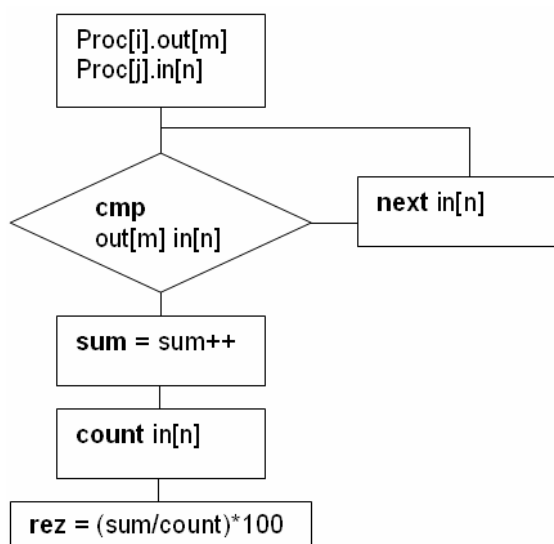 Proc[i].out[m]
Proc[j].in[n]
cmp
out[m] in[n]
next in[n]
sum = sum++
count in[n]
rez = (sum/count)*100